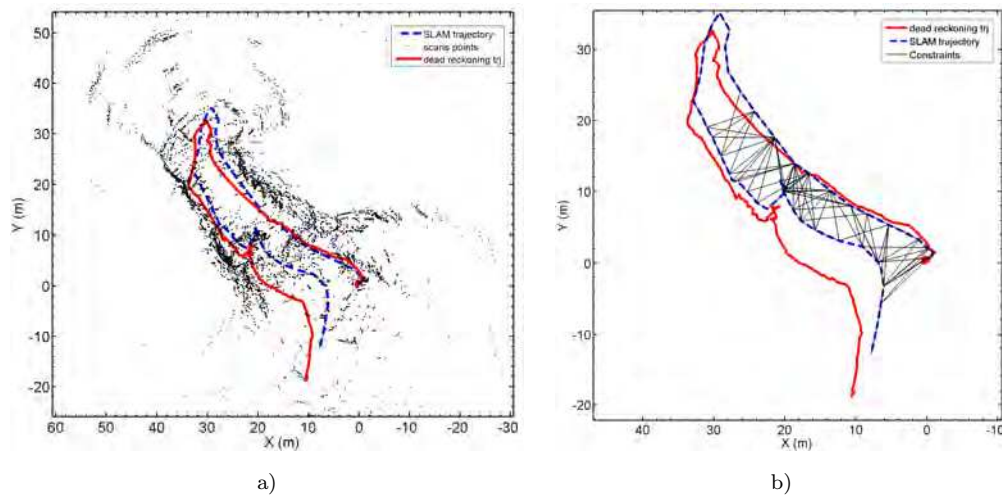 50
40
30
20
10
0
-10
-20
60 50 40 30 20 10 0 -10 -20 -30
Y (m)
X (m)
SLAM trajectory
scans points
dead reckoning trj
a)
30
20
10
0
-10
-20
40 30 20 10 0 -10
Y (m)
X (m)
dead reckoning trj
SLAM trajectory
Constraints
b)